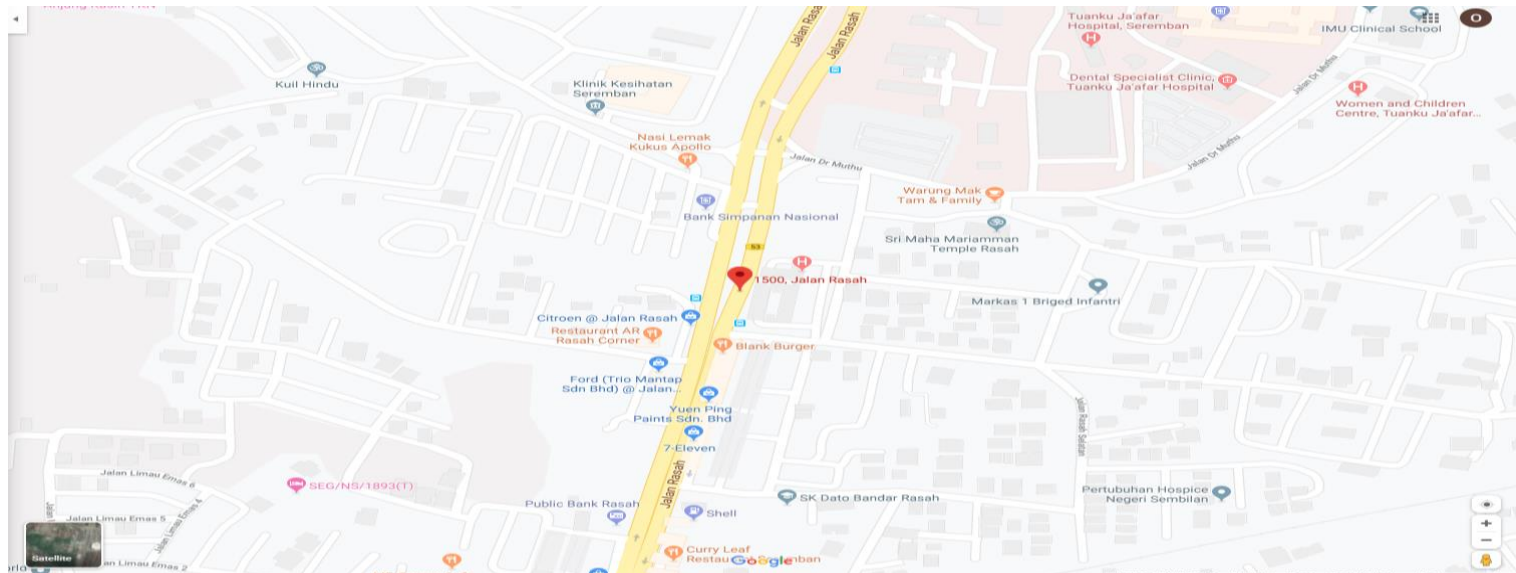 Tuanku Ja'afar
Hospital, Seremban
IMU Clinical School
O
Jalan Rasah
Jalan Rasah
Kuil Hindu
Klinik Kesihatan
Seremban
Dental Specialist Clinic,
Tuanku Ja'afar Hospital
Jalan Dr Muthu
Women and Children
Centre, Tuanku Ja'afar...
Nasi Lemak
Kukus Apollo
Jalan Dr Muthu
Jalan Dr Muthu
Warung Mak
Tam & Family
Bank Simpanan Nasional
Sri Maha Mariamman
Temple Rasah
53
1500, Jalan Rasah
Markas 1 Briged Infantri
Citroen @ Jalan Rasah
Restaurant AR
Rasah Corner
Blank Burger
Ford (Trio Mantap
Sdn Bhd) @ Jalan...
Yuen Ping
Paints Sdn. Bhd
7-Eleven
Jalan Rasah Selatan
Jalan Rasah
Jalan Limau Emas 6
SEG/NS/1893(T)
Jalan Limau Emas 4
Public Bank Rasah
SK Dato Bandar Rasah
Pertubuhan Hospice
Negeri Sembilan
Shell
Jalan Limau Emas 5
Satellite
Jalan Limau Emas 2
Curry Leaf
Google